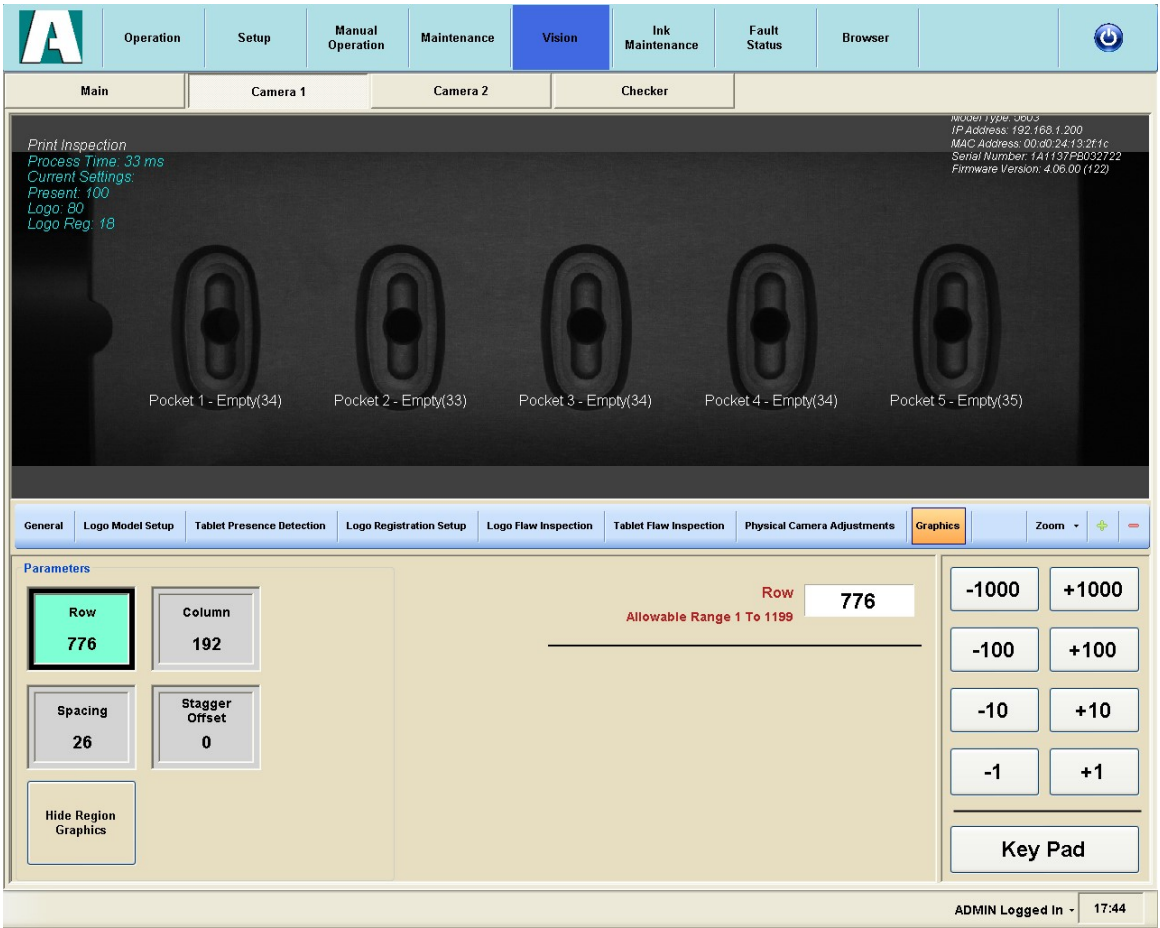 A
Operation
Setup
Manual
Operation
Maintenance
Vision
Ink
Maintenance
Fault
Status
Browser
Main
Camera 1
Camera 2
Checker
Print Inspection
Process Time: 33 ms
Current Settings:
Present: 100
Logo: 80
Logo Reg: 18
Model Type: 5603
IP Address: 192.168.1.200
MAC Address: 00:d0:24:13:2f:1c
Serial Number: 1A1137PB032722
Firmware Version: 4.06.00 (122)
Pocket 1 - Empty(34)
Pocket 2 - Empty(33)
Pocket 3 - Empty(34)
Pocket 4 - Empty(34)
Pocket 5 - Empty(35)
General
Logo Model Setup
Tablet Presence Detection
Logo Registration Setup
Logo Flaw Inspection
Tablet Flaw Inspection
Physical Camera Adjustments
Graphics
Zoom
Parameters
Row
776
Column
192
Spacing
26
Stagger
Offset
0
Hide Region
Graphics
Row
776
Allowable Range 1 To 1199
-1000
+1000
-100
+100
-10
+10
-1
+1
Key Pad
ADMIN Logged In
17:44